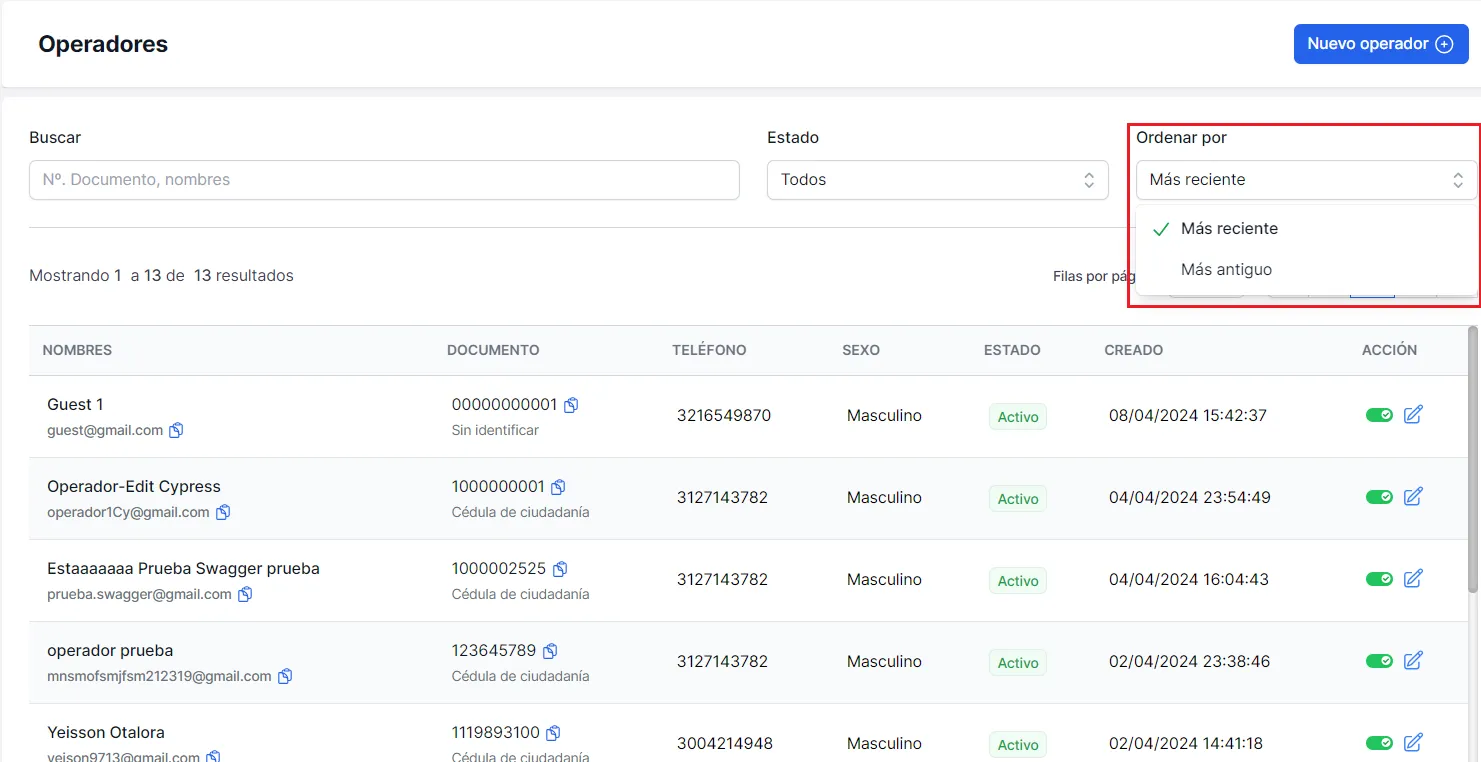 Operadores
Nuevo operador
Buscar
Estado
Ordenar por
Nº. Documento, nombres
Todos
Más reciente
Más reciente
Más antiguo
Mostrando 1 a 13 de 13 resultados
Filas por pág
NOMBRES DOCUMENTO TELÉFONO SEXO ESTADO CREADO ACCIÓN
Guest 1
guest@gmail.com
00000000001
Sin identificar
3216549870
Masculino
Activo
08/04/2024 15:42:37
Operador-Edit Cypress
operador1Cy@gmail.com
1000000001
Cédula de ciudadanía
3127143782
Masculino
Activo
04/04/2024 23:54:49
Estaaaaaaa Prueba Swagger prueba
prueba.swagger@gmail.com
1000002525
Cédula de ciudadanía
3127143782
Masculino
Activo
04/04/2024 16:04:43
operador prueba
mnsmofsmjfsm212319@gmail.com
123645789
Cédula de ciudadanía
3127143782
Masculino
Activo
02/04/2024 23:38:46
Yeisson Otalora
yeison9713@gmail.com
1119893100
Cédula de ciudadanía
3004214948
Masculino
Activo
02/04/2024 14:41:18